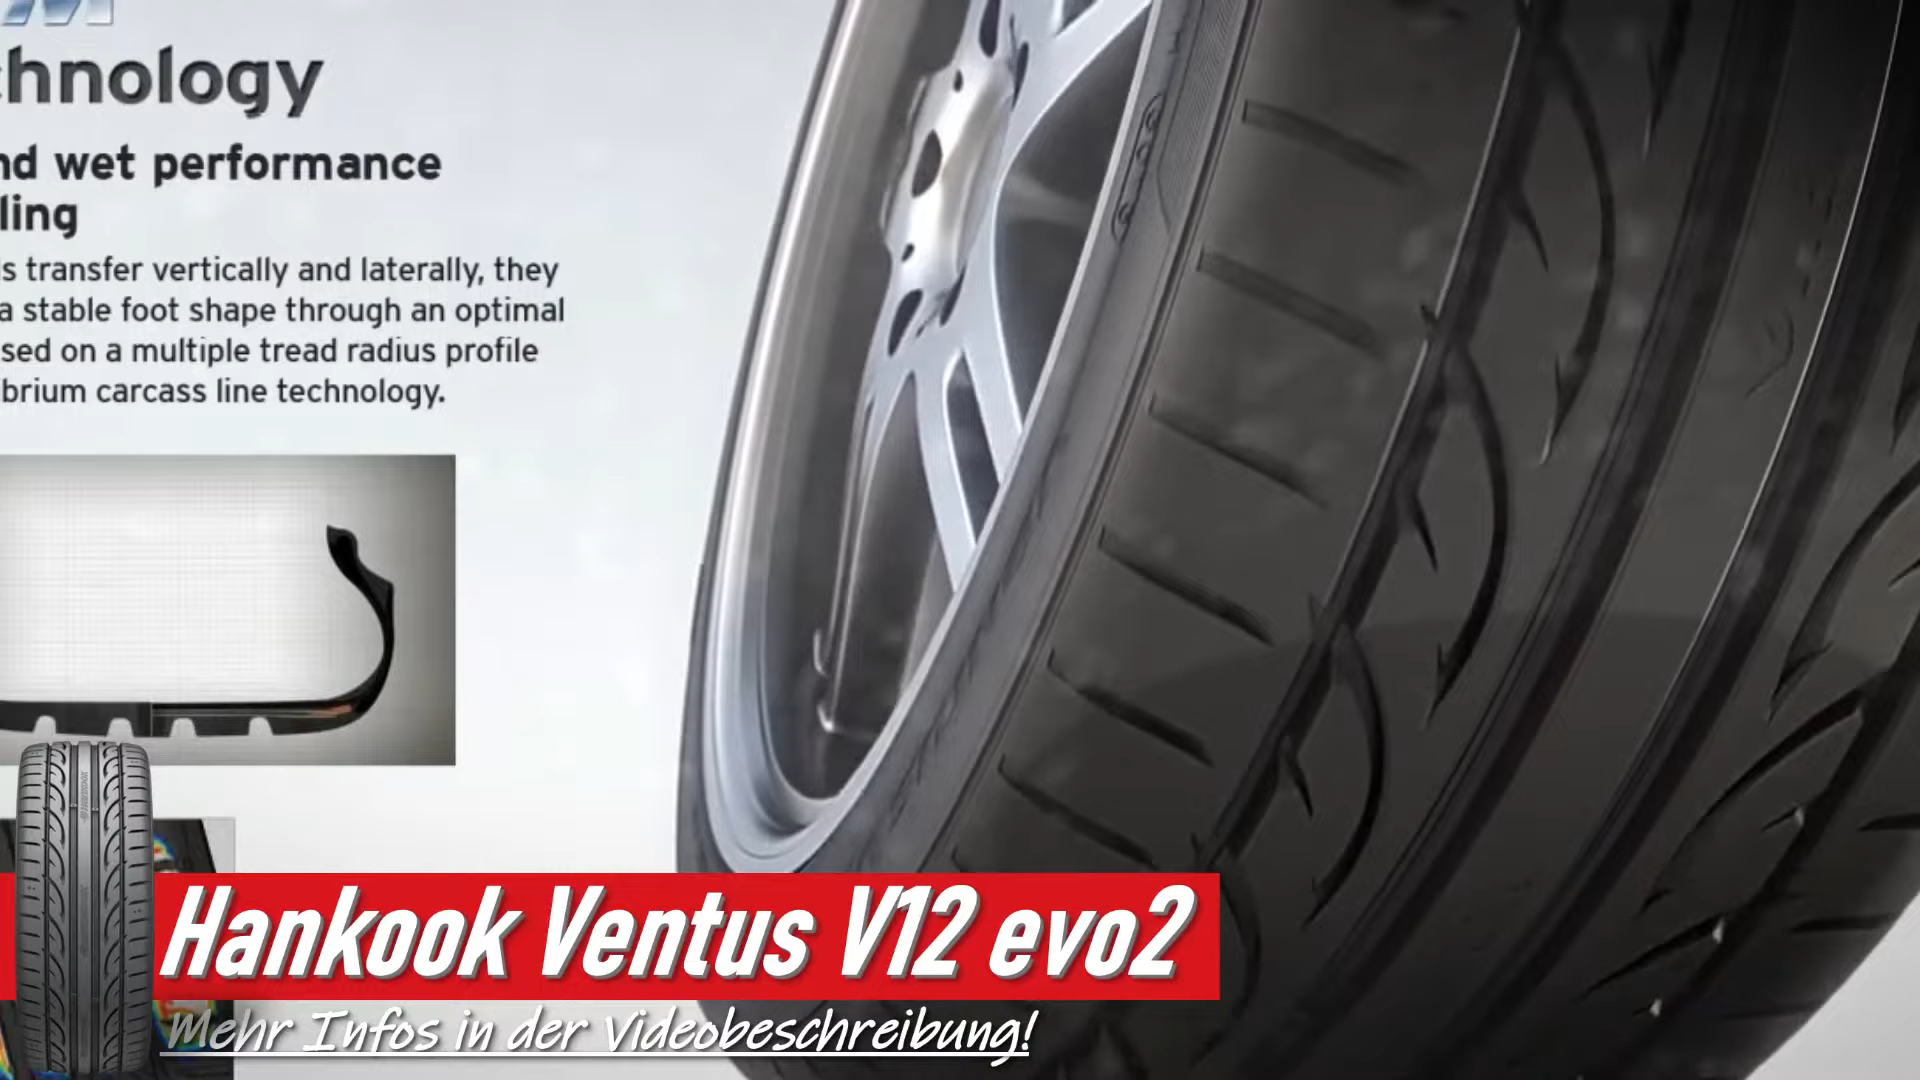 chnology
nd wet performance
ling
ls transfer vertically and laterally, they
a stable foot shape through an optimal
sed on a multiple tread radius profile
brium carcass line technology.
Hankook Ventus V12 evo2
Mehr Infos in der Videobeschreibung!